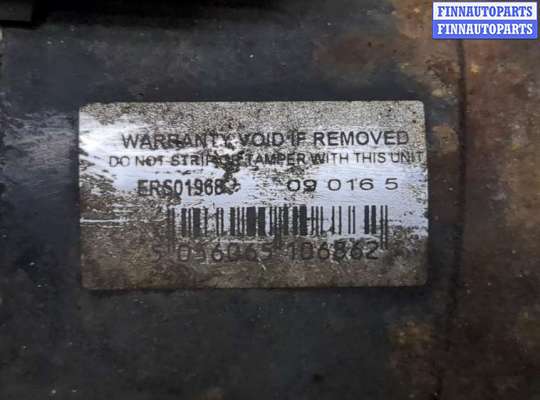 FINNAUTOPARTS
FINNAUTOPARTS
WARRANTY VOID IF REMOVED
DO NOT STRIP OR TAMPER WITH THIS UNIT
09 016 5